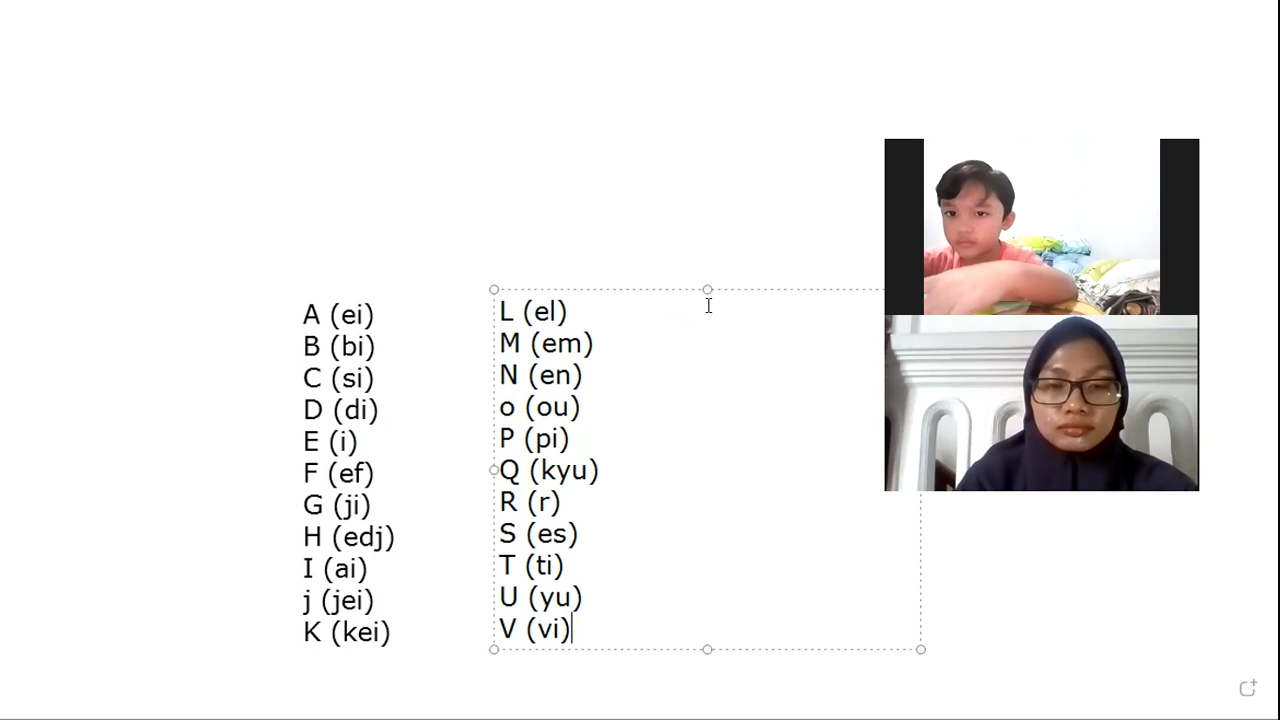 A (ei)
B (bi)
C (si)
D (di)
E (i)
F (ef)
G (ji)
H (edj)
I (ai)
j (jei)
K (kei)
L (el)
M (em)
N (en)
o (ou)
P (pi)
Q (kyu)
R (r)
S (es)
T (ti)
U (yu)
V (vi)